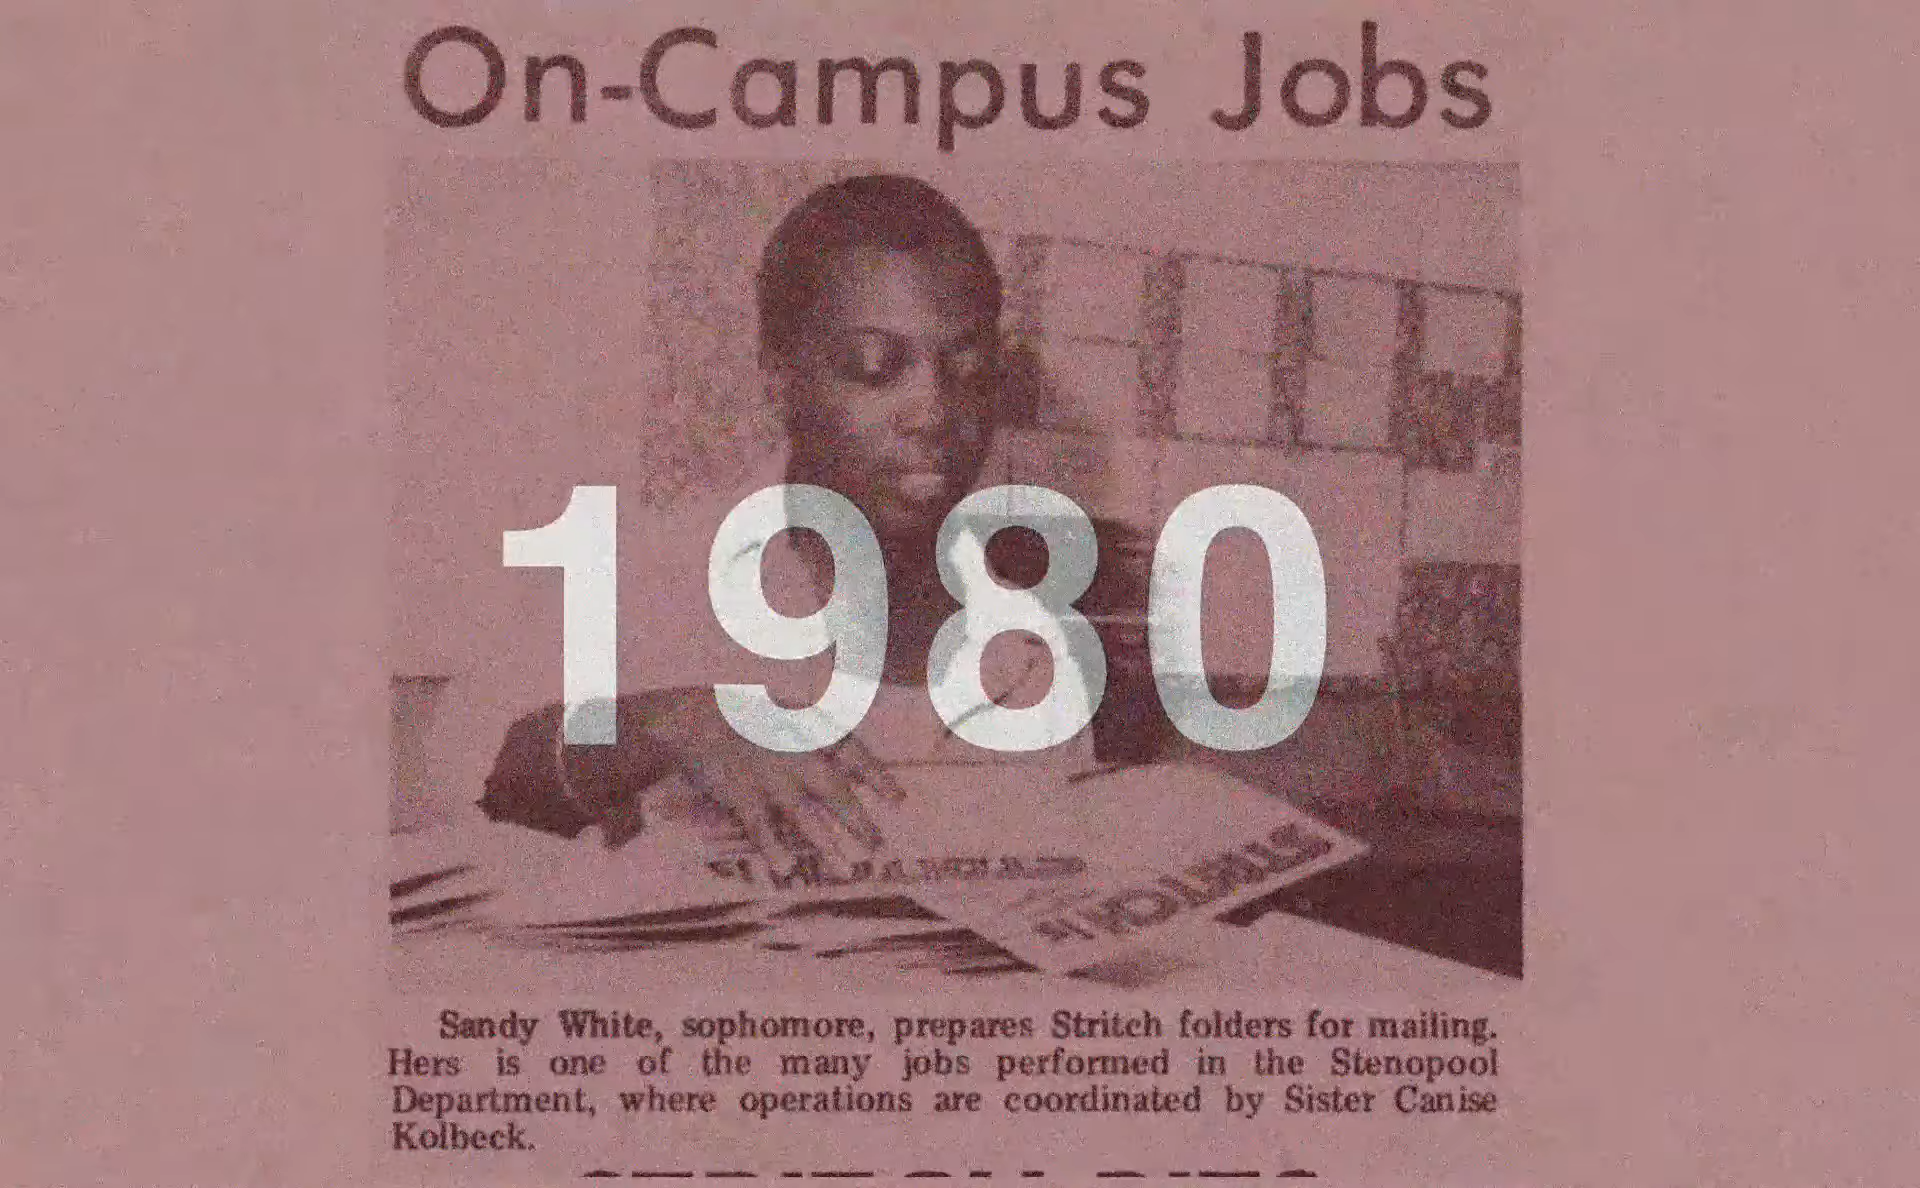 On-Campus Jobs
1980
STRITCH
Sandy White, sophomore, prepares Stritch folders for mailing.
Hers is one of the many jobs performed in the Stenopool
Department, where operations are coordinated by Sister Canise
Kolbeck.